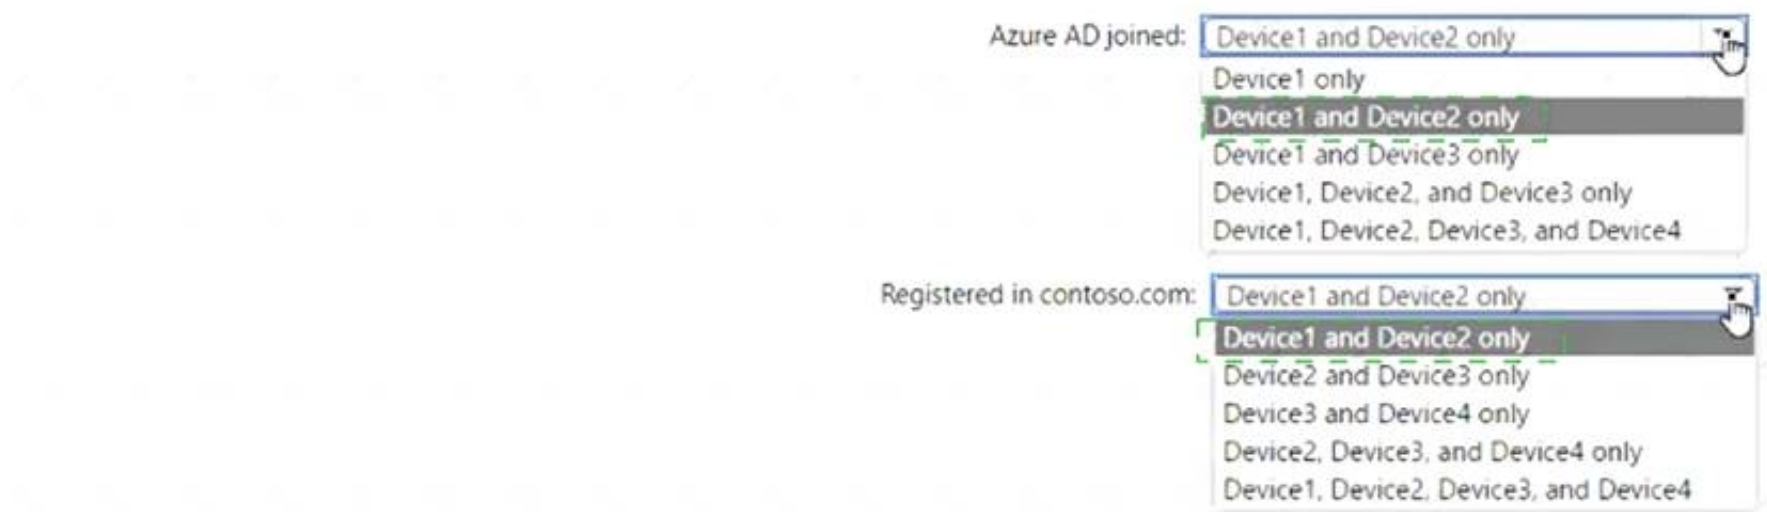 Azure AD joined: Device1 and Device2 only
Device1 only
Device1 and Device2 only
Device1 and Device3 only
Device1, Device2, and Device3 only
Device1, Device2, Device3, and Device4
Registered in contoso.com: Device1 and Device2 only
Device1 and Device2 only
Device2 and Device3 only
Device3 and Device4 only
Device2, Device3, and Device4 only
Device1, Device2, Device3, and Device4